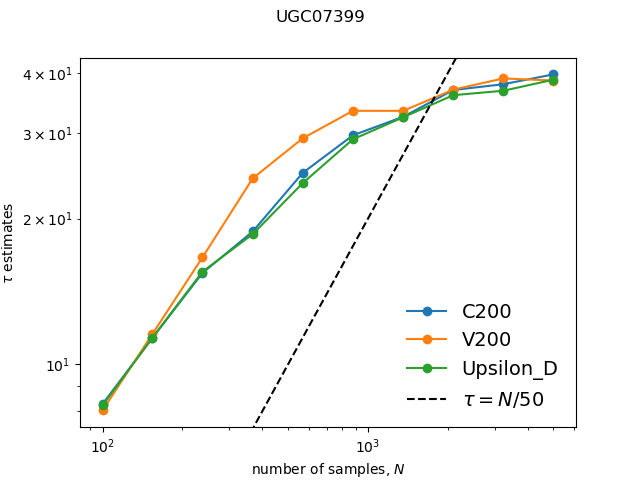 UGC07399
4 × 10¹
3 × 10¹
2 × 10¹
10¹
τ estimates
10²
10³
number of samples, N
C200
V200
Upsilon_D
τ = N/50